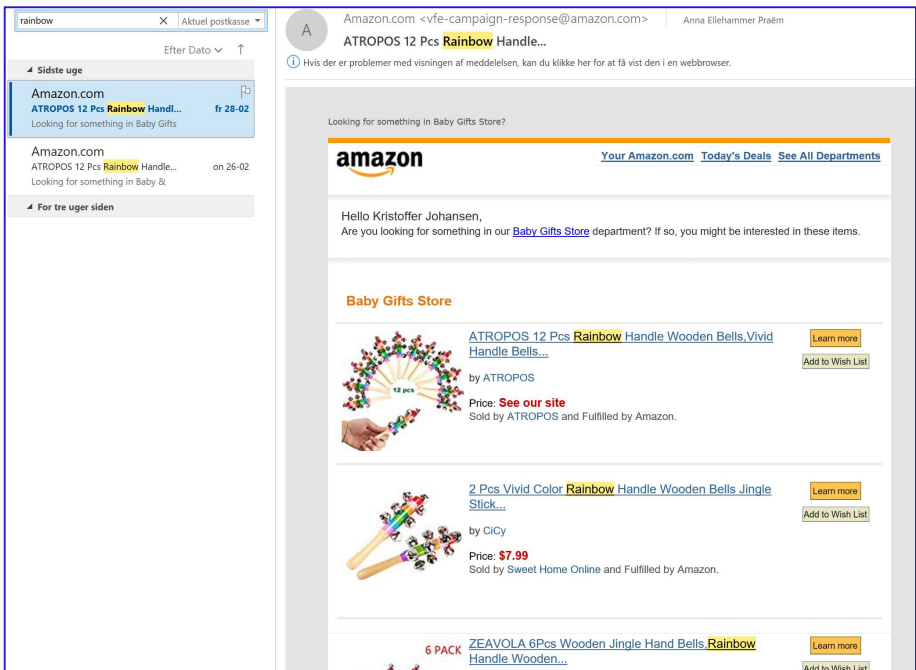 rainbow
Aktuel postkasse
Efter Dato
Sidste uge
Amazon.com
ATROPOS 12 Pcs Rainbow Handl...
fr 28-02
Looking for something in Baby Gifts
Amazon.com
ATROPOS 12 Pcs Rainbow Handle...
on 26-02
Looking for something in Baby &
For tre uger siden
A
Amazon.com <vfe-campaign-response@amazon.com>
Anna Ellehammer Praëm
ATROPOS 12 Pcs Rainbow Handle...
Hvis der er problemer med visningen af meddelelsen, kan du klikke her for at få vist den i en webbrowser.
Looking for something in Baby Gifts Store?
amazon
Your Amazon.com Today's Deals See All Departments
Hello Kristoffer Johansen,
Are you looking for something in our Baby Gifts Store department? If so, you might be interested in these items.
Baby Gifts Store
12 pcs
ATROPOS 12 Pcs Rainbow Handle Wooden Bells,Vivid
Handle Bells...
by ATROPOS
Price: See our site
Sold by ATROPOS and Fulfilled by Amazon.
Learn more
Add to Wish List
2 Pcs Vivid Color Rainbow Handle Wooden Bells Jingle
Stick...
by CiCy
Price: $7.99
Sold by Sweet Home Online and Fulfilled by Amazon.
Learn more
Add to Wish List
6 PACK
ZEAVOLA 6Pcs Wooden Jingle Hand Bells,Rainbow
Handle Wooden...
Learn more
Add to Wish List